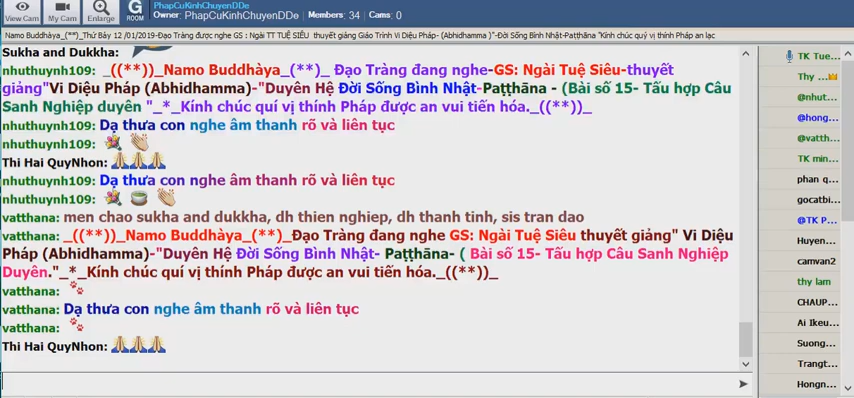 View Cam
My Cam
Enlarge
G
ROOM
PhapCuKinhChuyenDDe
Owner: PhapCuKinhChuyenDDe
Members: 34
Cams: 0
Namo Buddhàya_(**)_Thứ Bảy 12 /01/2019-Đạo Tràng được nghe GS : Ngài TT TUỆ SIÊU thuyết giảng Giáo Trình Vi Diệu Pháp- (Abhidhamma )"-Đời Sống Bình Nhật-Paṭṭhāna "Kính chúc quý vị thính Pháp an lạc
Sukha and Dukkha:
nhuthuynh109: _((**))_Namo Buddhàya_(**)_ Đạo Tràng đang nghe-GS: Ngài Tuệ Siêu-thuyết
giảng"Vi Diệu Pháp (Abhidhamma)-"Duyên Hệ Đời Sống Bình Nhật-Paṭṭhāna - (Bài số 15- Tấu hợp Câu
Sanh Nghiệp duyên "_*_Kính chúc quí vị thính Pháp được an vui tiến hóa._((**))_
nhuthuynh109: Dạ thưa con nghe âm thanh rõ và liên tục
nhuthuynh109:
Thi Hai QuyNhon:
nhuthuynh109: Dạ thưa con nghe âm thanh rõ và liên tục
nhuthuynh109:
vatthana: men chao sukha and dukkha, dh thien nghiep, dh thanh tinh, sis tran dao
vatthana: _((**))_Namo Buddhàya_(**)_Đạo Tràng đang nghe GS: Ngài Tuệ Siêu thuyết giảng" Vi Diệu
Pháp (Abhidhamma)-"Duyên Hệ Đời Sống Bình Nhật- Paṭṭhāna- ( Bài số 15- Tấu hợp Câu Sanh Nghiệp
Duyên."_*_Kính chúc quí vị thính Pháp được an vui tiến hóa._((**))_
vatthana:
vatthana: Dạ thưa con nghe âm thanh rõ và liên tục
vatthana:
Thi Hai QuyNhon:
TK Tue...
Thy ...
@nhut...
@hong...
@vatth...
TK min...
phan q...
gocatbi...
@TK P...
Huyen...
camvan2
thy lam
CHAUP...
Ai Ikeu...
Suong...
Trangt...
Hongn...